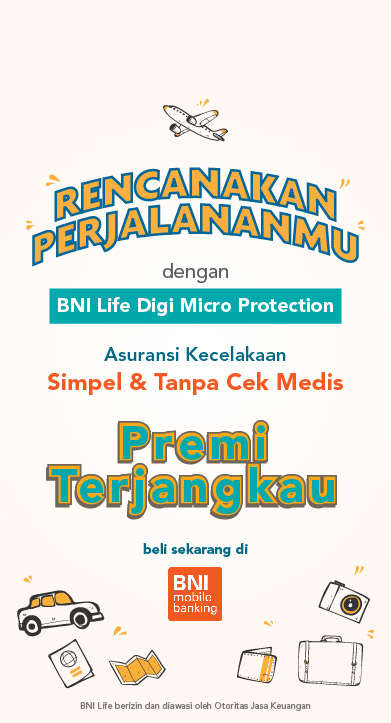 RENCANAKAN
PERJALANANMU
dengan
BNI Life Digi Micro Protection
Asuransi Kecelakaan
Simpel & Tanpa Cek Medis
Premi
Terjangkau
beli sekarang di
BNI
mobile
banking
BNI Life berizin dan diawasi oleh Otoritas Jasa Keuangan